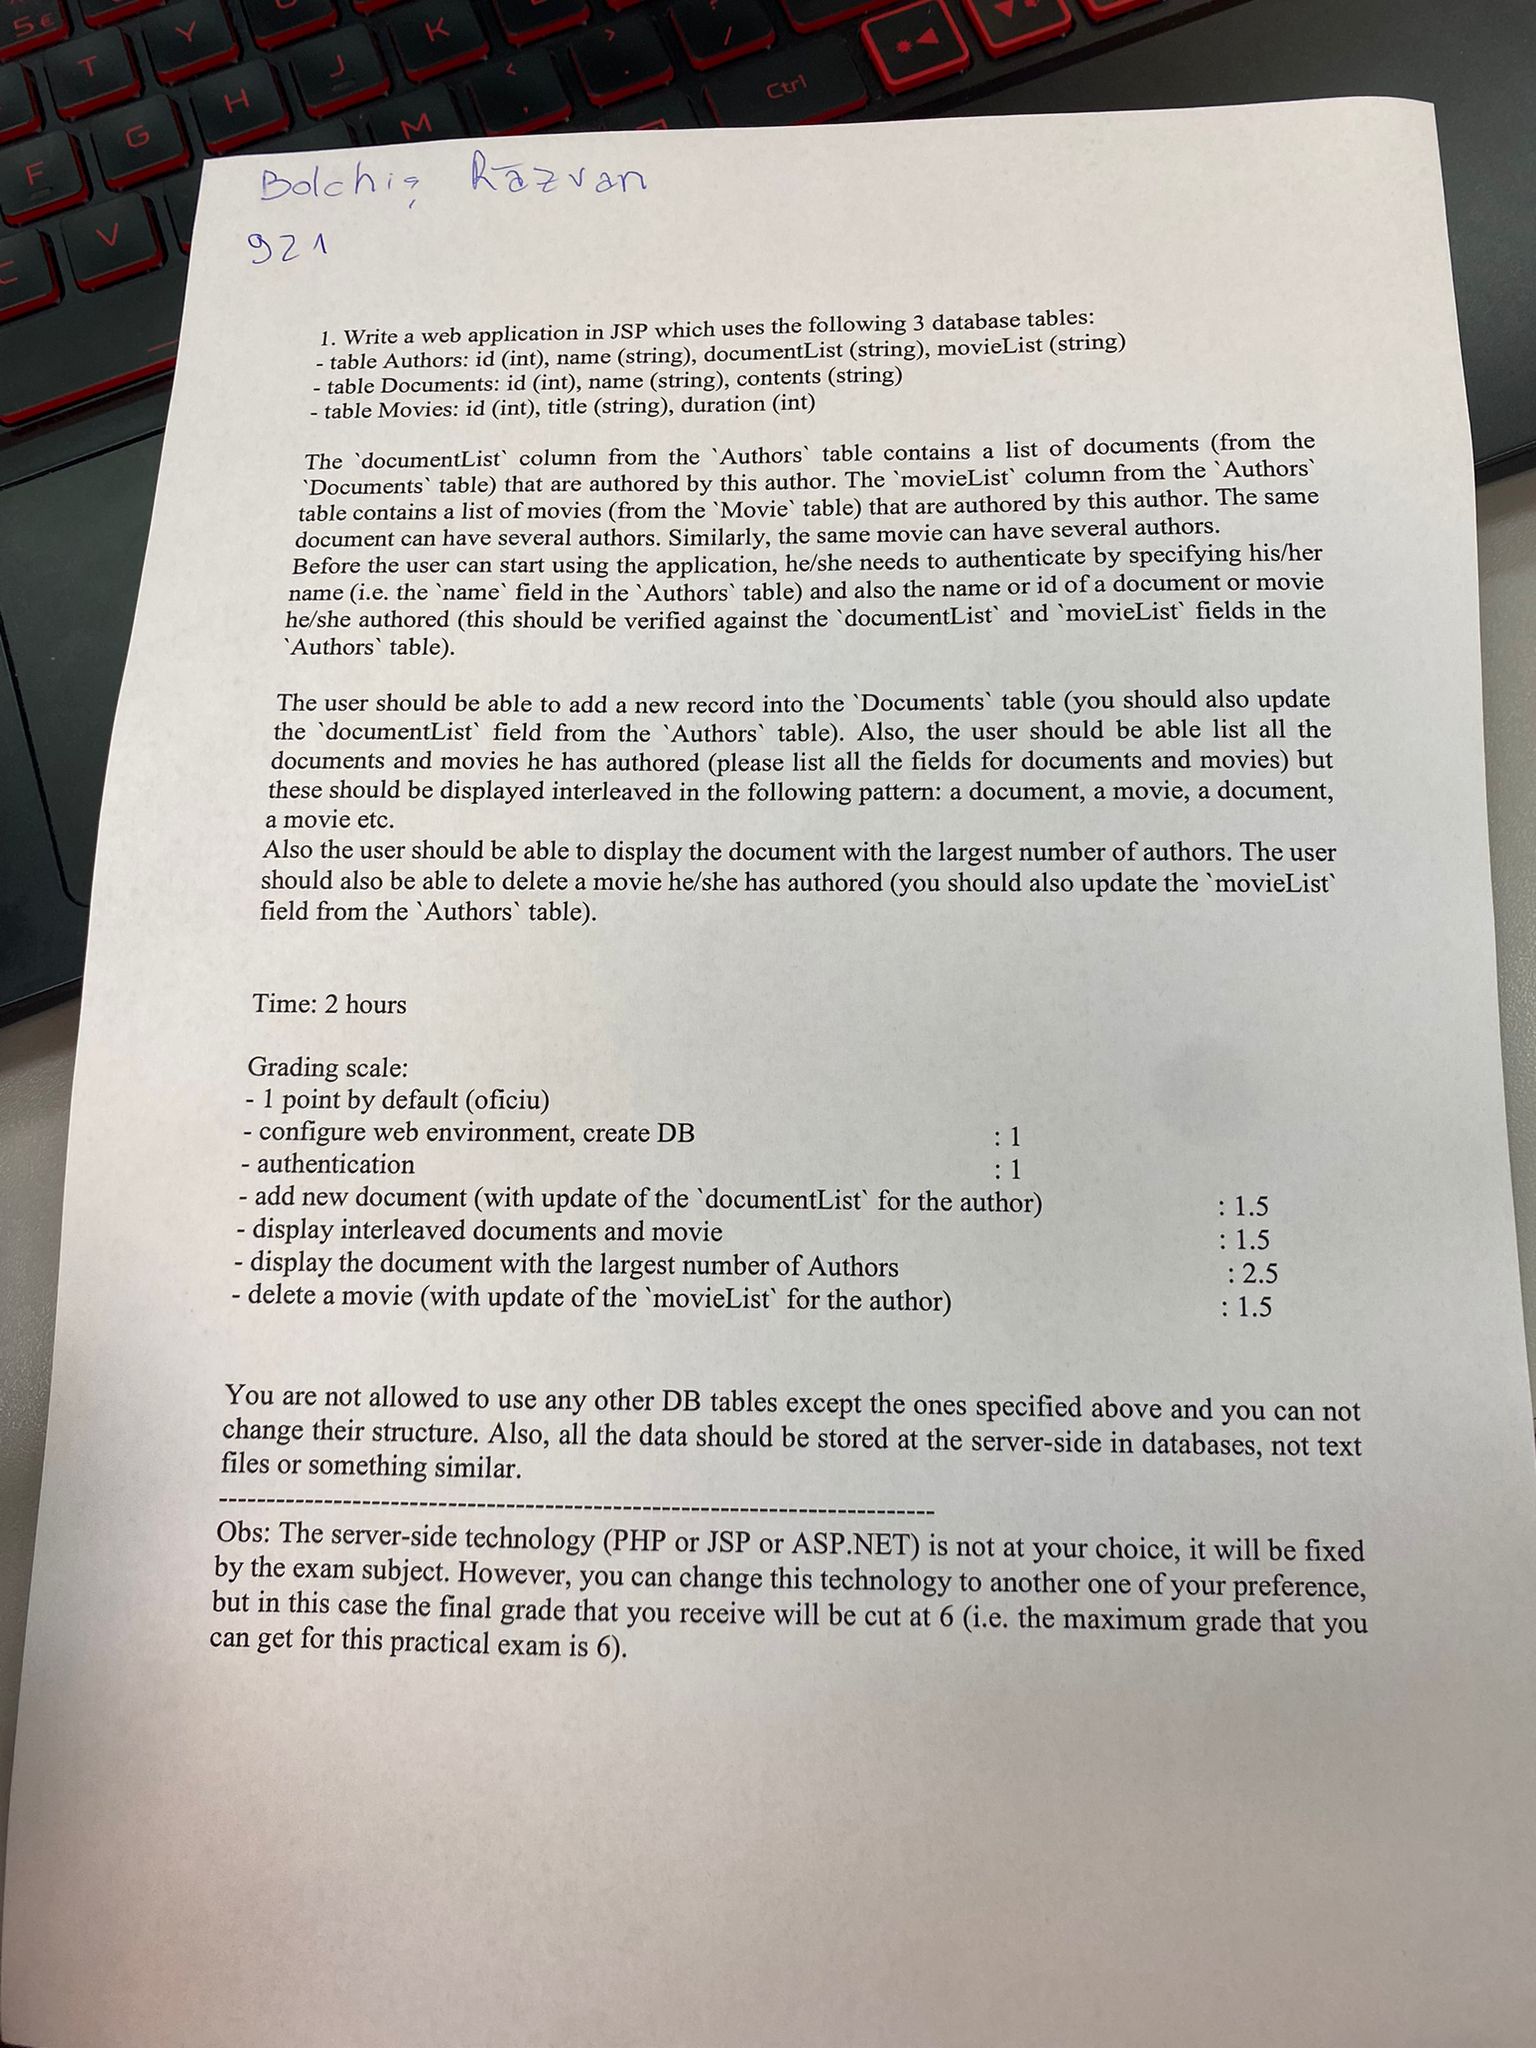 5€
T
Y
J
K
Ctrl
F
G
H
M
V
Bolchiș Răzvan
921
1. Write a web application in JSP which uses the following 3 database tables:
- table Authors: id (int), name (string), documentList (string), movieList (string)
- table Documents: id (int), name (string), contents (string)
- table Movies: id (int), title (string), duration (int)
The `documentList` column from the `Authors` table contains a list of documents (from the
`Documents` table) that are authored by this author. The `movieList` column from the `Authors`
table contains a list of movies (from the `Movie` table) that are authored by this author. The same
document can have several authors. Similarly, the same movie can have several authors.
Before the user can start using the application, he/she needs to authenticate by specifying his/her
name (i.e. the `name` field in the `Authors` table) and also the name or id of a document or movie
he/she authored (this should be verified against the `documentList` and `movieList` fields in the
`Authors` table).
The user should be able to add a new record into the `Documents` table (you should also update
the `documentList` field from the `Authors` table). Also, the user should be able list all the
documents and movies he has authored (please list all the fields for documents and movies) but
these should be displayed interleaved in the following pattern: a document, a movie, a document,
a movie etc.
Also the user should be able to display the document with the largest number of authors. The user
should also be able to delete a movie he/she has authored (you should also update the `movieList`
field from the `Authors` table).
Time: 2 hours
Grading scale:
- 1 point by default (oficiu)
- configure web environment, create DB : 1
- authentication : 1
- add new document (with update of the `documentList` for the author) : 1.5
- display interleaved documents and movie : 1.5
- display the document with the largest number of Authors : 2.5
- delete a movie (with update of the `movieList` for the author) : 1.5
You are not allowed to use any other DB tables except the ones specified above and you can not
change their structure. Also, all the data should be stored at the server-side in databases, not text
files or something similar.
---------------------------------------------------------------------------
Obs: The server-side technology (PHP or JSP or ASP.NET) is not at your choice, it will be fixed
by the exam subject. However, you can change this technology to another one of your preference,
but in this case the final grade that you receive will be cut at 6 (i.e. the maximum grade that you
can get for this practical exam is 6).